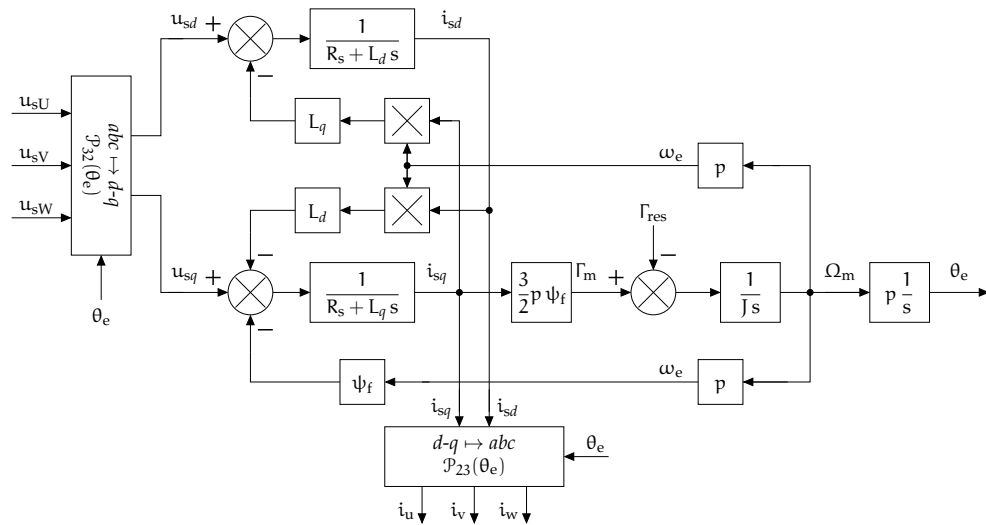 u_sd + − 1 / (R_s + L_d s) i_sd
u_sU
u_sV
u_sW
abc ↦ d-q
𝒫_32(θ_e)
θ_e
L_q
ω_e p
L_d
Γ_res −
u_sq + − − 1 / (R_s + L_q s) i_sq
3/2 p ψ_f Γ_m +
1 / (J s) Ω_m
p 1/s θ_e
ψ_f ω_e p
i_sq i_sd
d-q ↦ abc
𝒫_23(θ_e)
θ_e
i_u i_v i_w